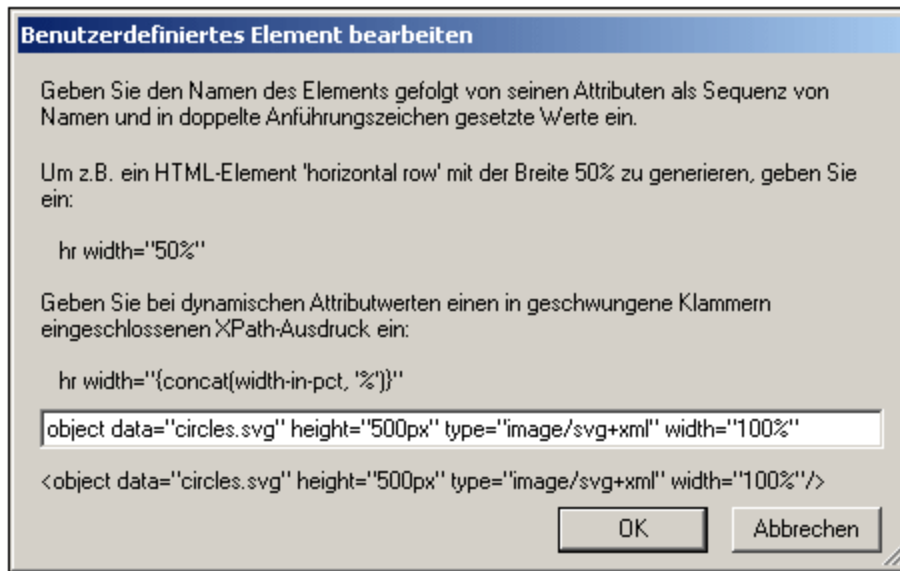 Benutzerdefiniertes Element bearbeiten
Geben Sie den Namen des Elements gefolgt von seinen Attributen als Sequenz von
Namen und in doppelte Anführungszeichen gesetzte Werte ein.
Um z.B. ein HTML-Element 'horizontal row' mit der Breite 50% zu generieren, geben Sie
ein:
hr width="50%"
Geben Sie bei dynamischen Attributwerten einen in geschwungene Klammern
eingeschlossenen XPath-Ausdruck ein:
hr width="{concat(width-in-pct, '%')}"
object data="circles.svg" height="500px" type="image/svg+xml" width="100%"
<object data="circles.svg" height="500px" type="image/svg+xml" width="100%"/>
OK Abbrechen